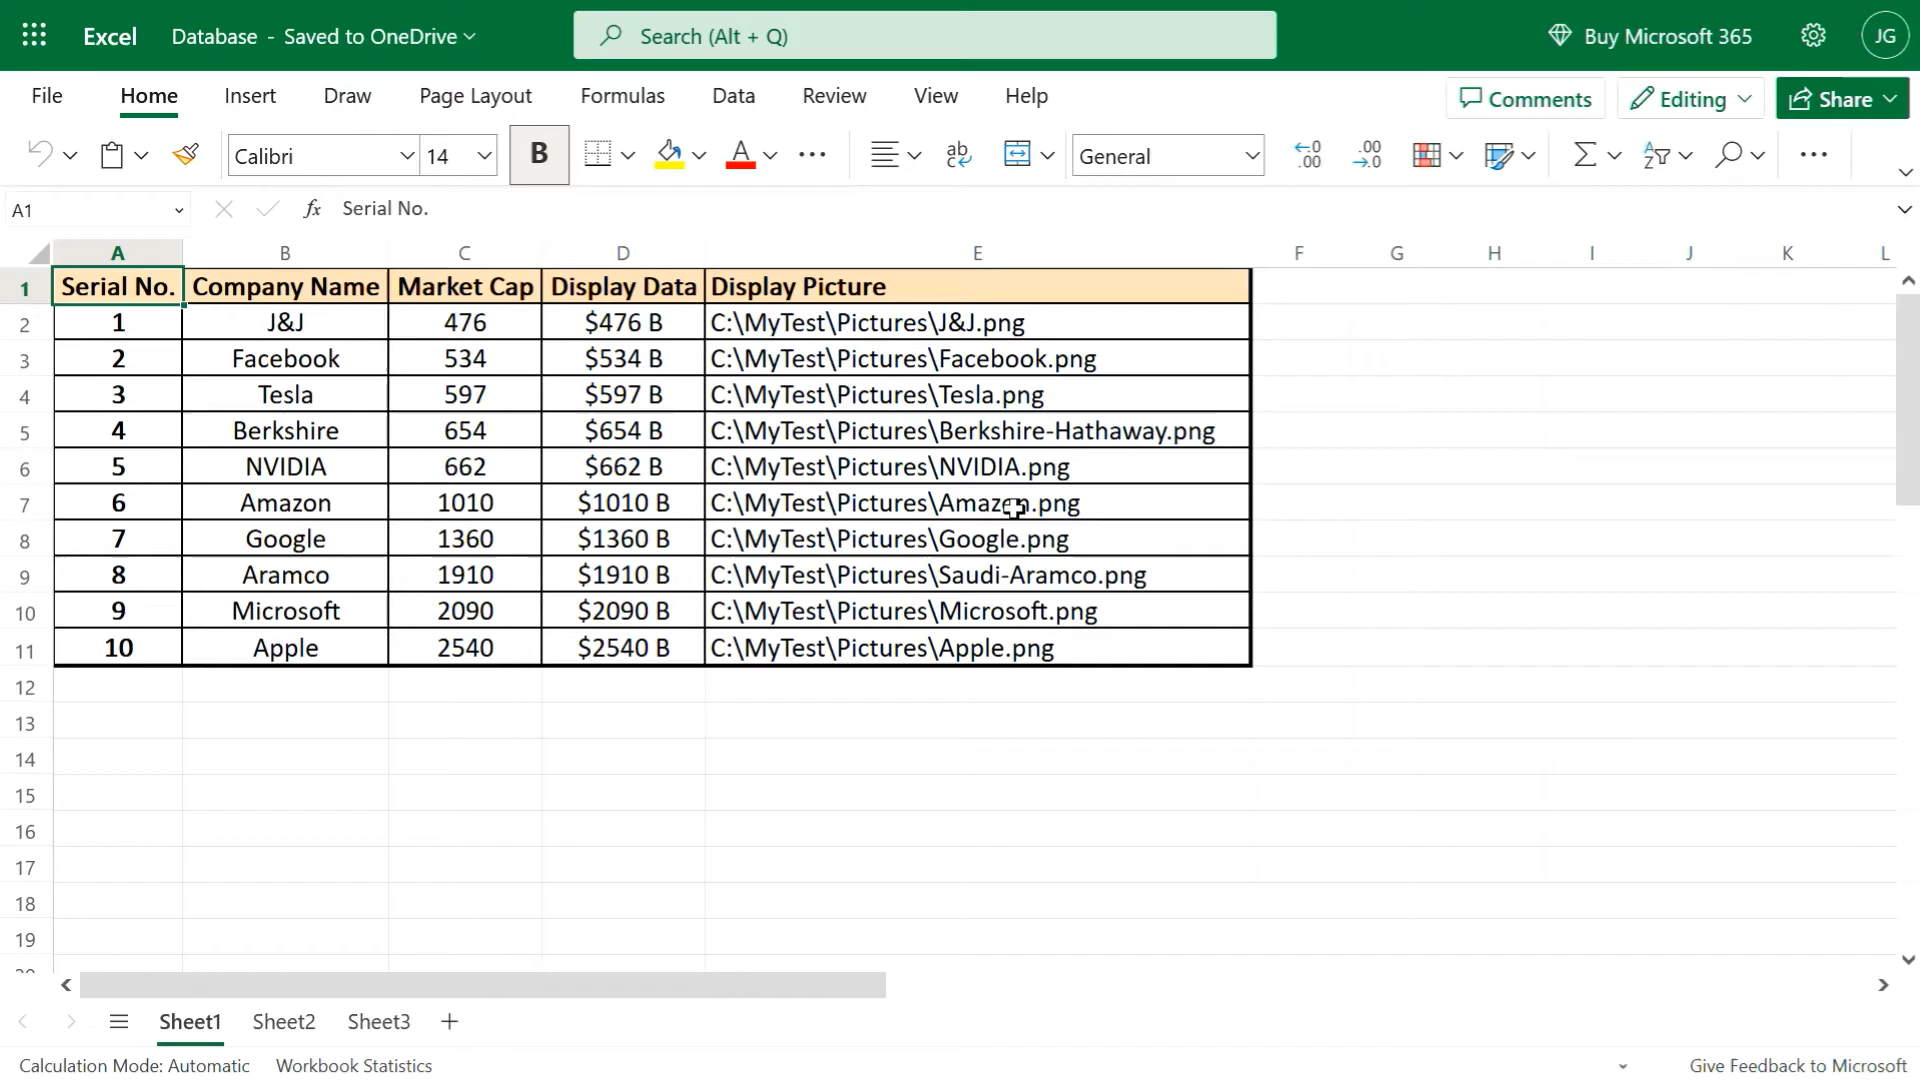 Excel Database - Saved to OneDrive Search (Alt + Q) Buy Microsoft 365 JG
File Home Insert Draw Page Layout Formulas Data Review View Help Comments Editing Share
Calibri 14 B A ... ab c General .00 .00 ...
A1 fx Serial No.
A B C D E F G H I J K L
1 Serial No. Company Name Market Cap Display Data Display Picture
2 1 J&J 476 $476 B C:\MyTest\Pictures\J&J.png
3 2 Facebook 534 $534 B C:\MyTest\Pictures\Facebook.png
4 3 Tesla 597 $597 B C:\MyTest\Pictures\Tesla.png
5 4 Berkshire 654 $654 B C:\MyTest\Pictures\Berkshire-Hathaway.png
6 5 NVIDIA 662 $662 B C:\MyTest\Pictures\NVIDIA.png
7 6 Amazon 1010 $1010 B C:\MyTest\Pictures\Amazon.png
8 7 Google 1360 $1360 B C:\MyTest\Pictures\Google.png
9 8 Aramco 1910 $1910 B C:\MyTest\Pictures\Saudi-Aramco.png
10 9 Microsoft 2090 $2090 B C:\MyTest\Pictures\Microsoft.png
11 10 Apple 2540 $2540 B C:\MyTest\Pictures\Apple.png
12
13
14
15
16
17
18
19
Sheet1 Sheet2 Sheet3
Calculation Mode: Automatic Workbook Statistics Give Feedback to Microsoft